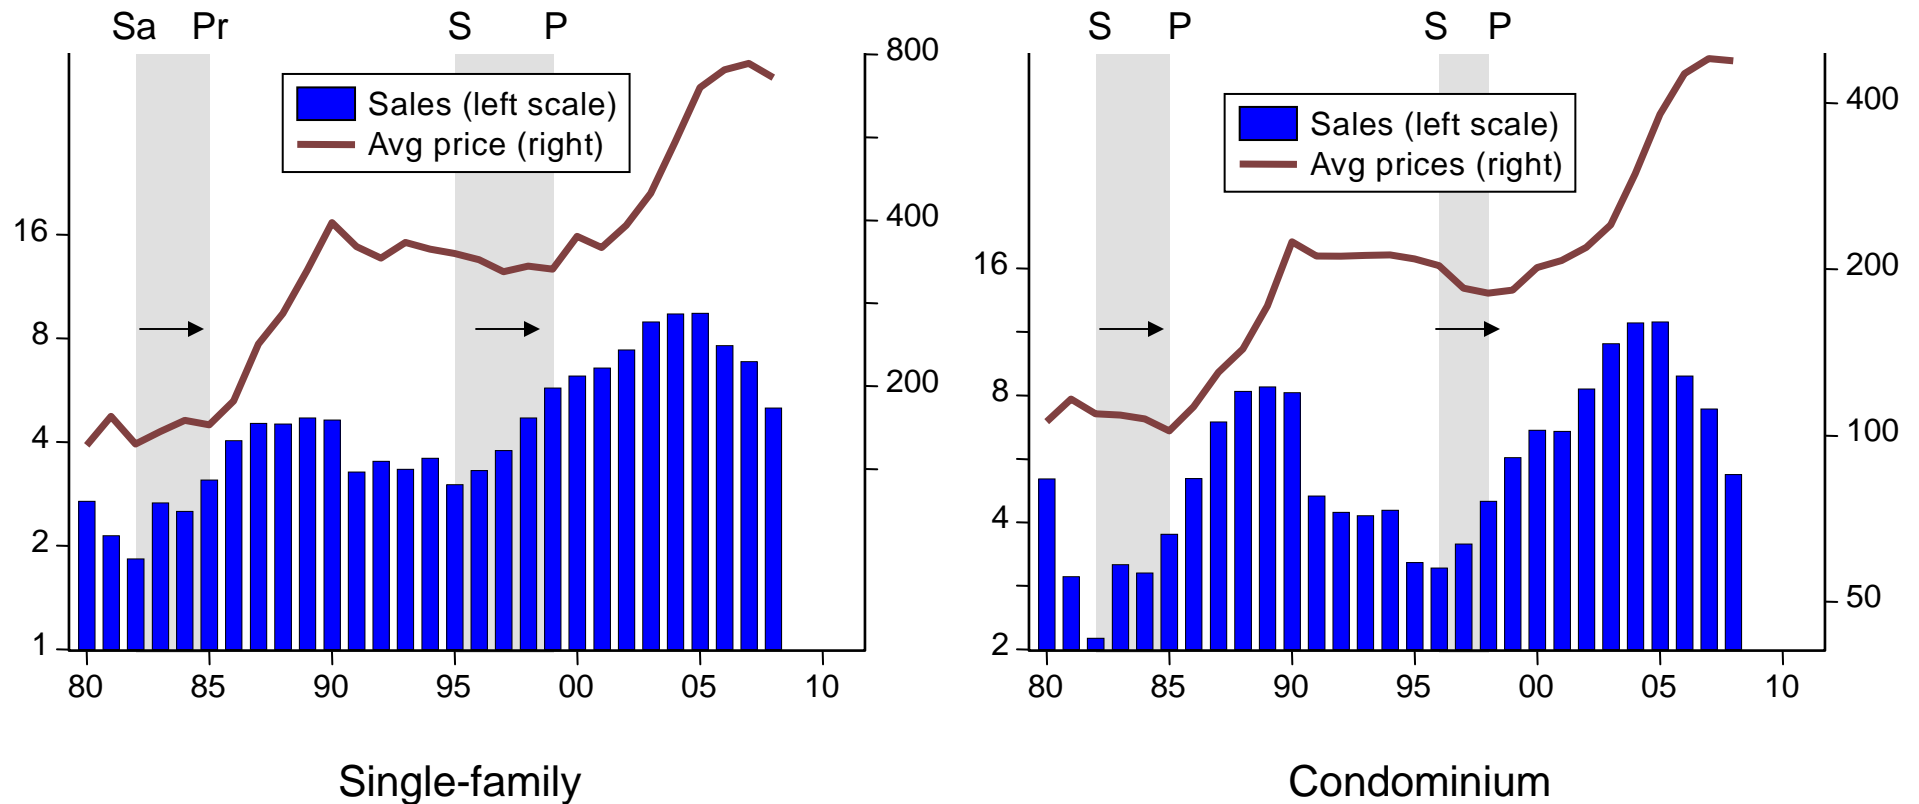 Sa Pr S P
Sales (left scale)
Avg price (right)
800
400
200
16
8
4
2
1
80 85 90 95 00 05 10
Single-family
S P S P
Sales (left scale)
Avg prices (right)
400
200
100
50
16
8
4
2
80 85 90 95 00 05 10
Condominium